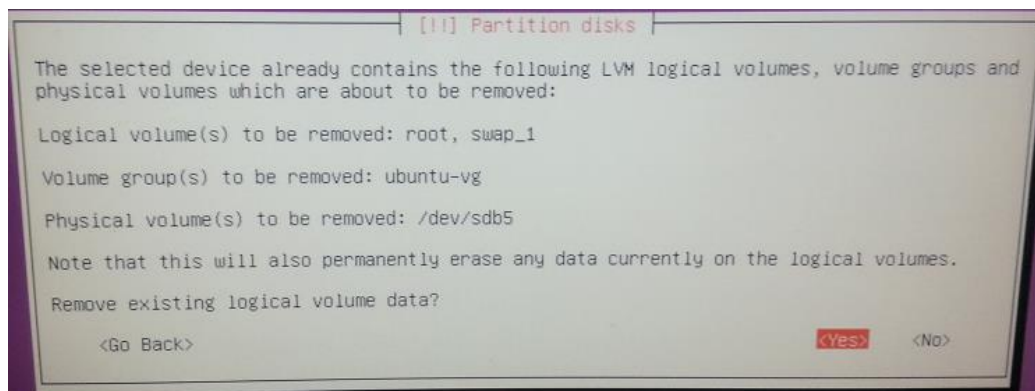 [!!] Partition disks
The selected device already contains the following LVM logical volumes, volume groups and
physical volumes which are about to be removed:
Logical volume(s) to be removed: root, swap_1
Volume group(s) to be removed: ubuntu-vg
Physical volume(s) to be removed: /dev/sdb5
Note that this will also permanently erase any data currently on the logical volumes.
Remove existing logical volume data?
<Go Back> <Yes> <No>